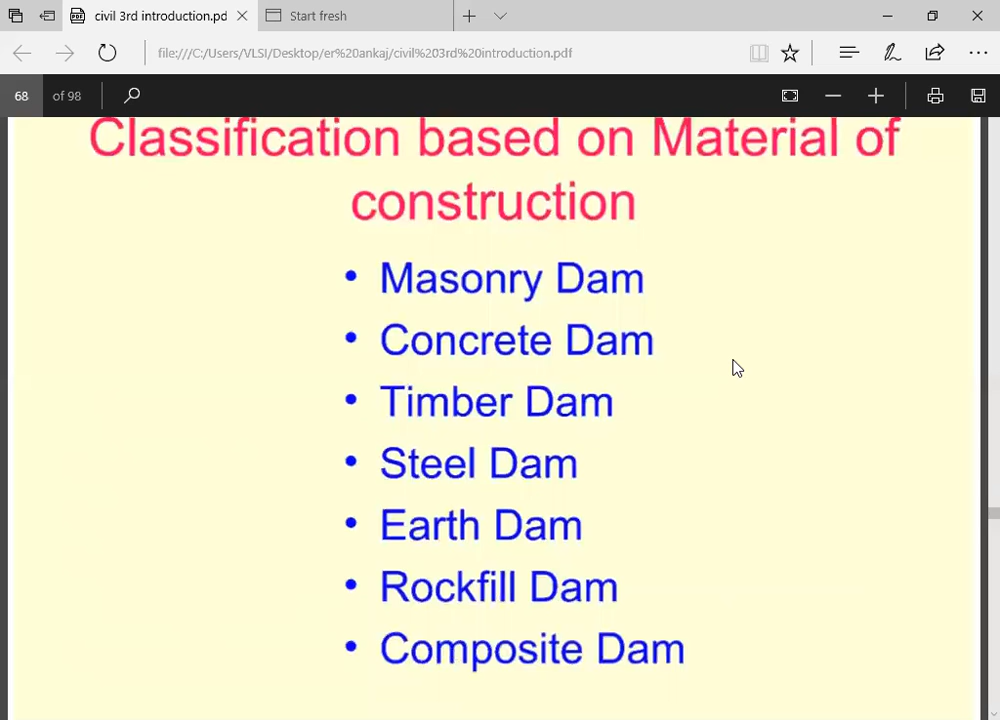 civil 3rd introduction.pd
Start fresh
file:///C:/Users/VLSI/Desktop/er%20ankaj/civil%203rd%20introduction.pdf
68 of 98
Classification based on Material of
construction
• Masonry Dam
• Concrete Dam
• Timber Dam
• Steel Dam
• Earth Dam
• Rockfill Dam
• Composite Dam